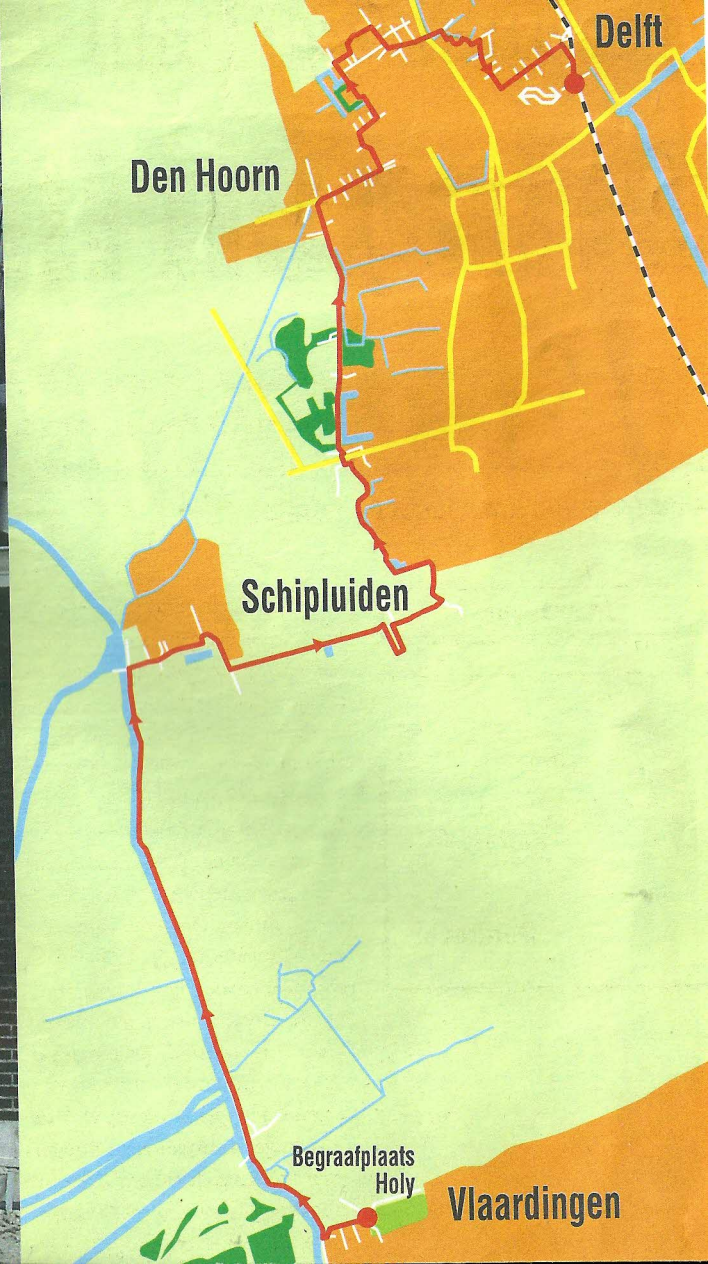 Delft
Den Hoorn
Schipluiden
Begraafplaats
Holy
Vlaardingen